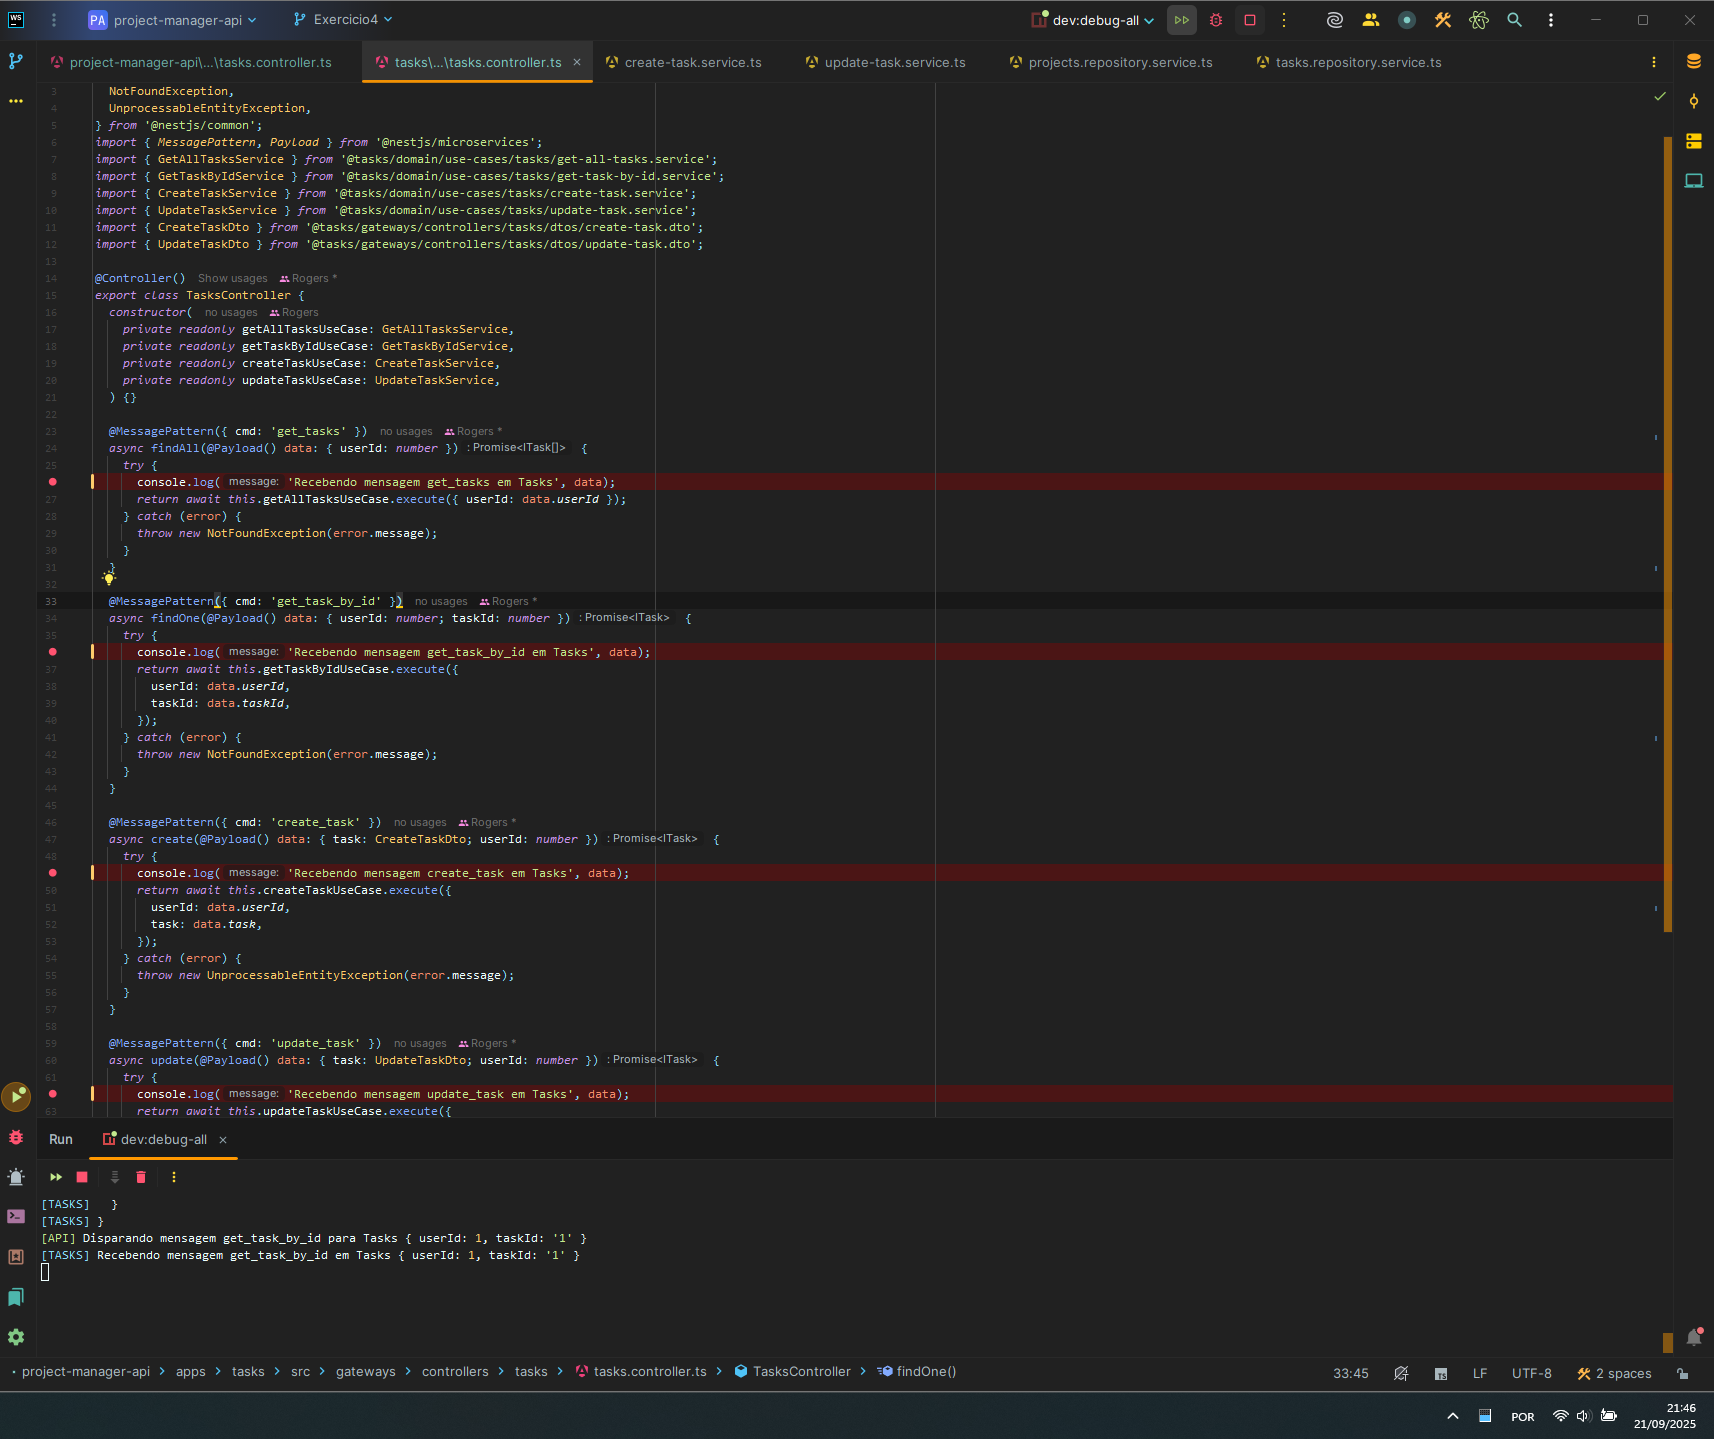 WS PA project-manager-api Exercicio4 dev:debug-all
project-manager-api\...\tasks.controller.ts tasks\...\tasks.controller.ts × create-task.service.ts update-task.service.ts projects.repository.service.ts tasks.repository.service.ts
3 NotFoundException,
4 UnprocessableEntityException,
5 } from '@nestjs/common';
6 import { MessagePattern, Payload } from '@nestjs/microservices';
7 import { GetAllTasksService } from '@tasks/domain/use-cases/tasks/get-all-tasks.service';
8 import { GetTaskByIdService } from '@tasks/domain/use-cases/tasks/get-task-by-id.service';
9 import { CreateTaskService } from '@tasks/domain/use-cases/tasks/create-task.service';
10 import { UpdateTaskService } from '@tasks/domain/use-cases/tasks/update-task.service';
11 import { CreateTaskDto } from '@tasks/gateways/controllers/tasks/dtos/create-task.dto';
12 import { UpdateTaskDto } from '@tasks/gateways/controllers/tasks/dtos/update-task.dto';
13
14 @Controller() Show usages Rogers *
15 export class TasksController {
16 constructor( no usages Rogers
17 private readonly getAllTasksUseCase: GetAllTasksService,
18 private readonly getTaskByIdUseCase: GetTaskByIdService,
19 private readonly createTaskUseCase: CreateTaskService,
20 private readonly updateTaskUseCase: UpdateTaskService,
21 ) {}
22
23 @MessagePattern({ cmd: 'get_tasks' }) no usages Rogers *
24 async findAll(@Payload() data: { userId: number }) : Promise<ITask[]> {
25 try {
console.log( message: 'Recebendo mensagem get_tasks em Tasks', data);
27 return await this.getAllTasksUseCase.execute({ userId: data.userId });
28 } catch (error) {
29 throw new NotFoundException(error.message);
30 }
31 }
32
33 @MessagePattern({ cmd: 'get_task_by_id' }) no usages Rogers *
34 async findOne(@Payload() data: { userId: number; taskId: number }) : Promise<ITask> {
35 try {
console.log( message: 'Recebendo mensagem get_task_by_id em Tasks', data);
37 return await this.getTaskByIdUseCase.execute({
38 userId: data.userId,
39 taskId: data.taskId,
40 });
41 } catch (error) {
42 throw new NotFoundException(error.message);
43 }
44 }
45
46 @MessagePattern({ cmd: 'create_task' }) no usages Rogers *
47 async create(@Payload() data: { task: CreateTaskDto; userId: number }) : Promise<ITask> {
48 try {
console.log( message: 'Recebendo mensagem create_task em Tasks', data);
50 return await this.createTaskUseCase.execute({
51 userId: data.userId,
52 task: data.task,
53 });
54 } catch (error) {
55 throw new UnprocessableEntityException(error.message);
56 }
57 }
58
59 @MessagePattern({ cmd: 'update_task' }) no usages Rogers *
60 async update(@Payload() data: { task: UpdateTaskDto; userId: number }) : Promise<ITask> {
61 try {
console.log( message: 'Recebendo mensagem update_task em Tasks', data);
63 return await this.updateTaskUseCase.execute({
Run dev:debug-all ×
[TASKS] }
[TASKS] }
[API] Disparando mensagem get_task_by_id para Tasks { userId: 1, taskId: '1' }
[TASKS] Recebendo mensagem get_task_by_id em Tasks { userId: 1, taskId: '1' }
project-manager-api > apps > tasks > src > gateways > controllers > tasks > tasks.controller.ts > TasksController > findOne() 33:45 LF UTF-8 2 spaces
POR 21:46
21/09/2025